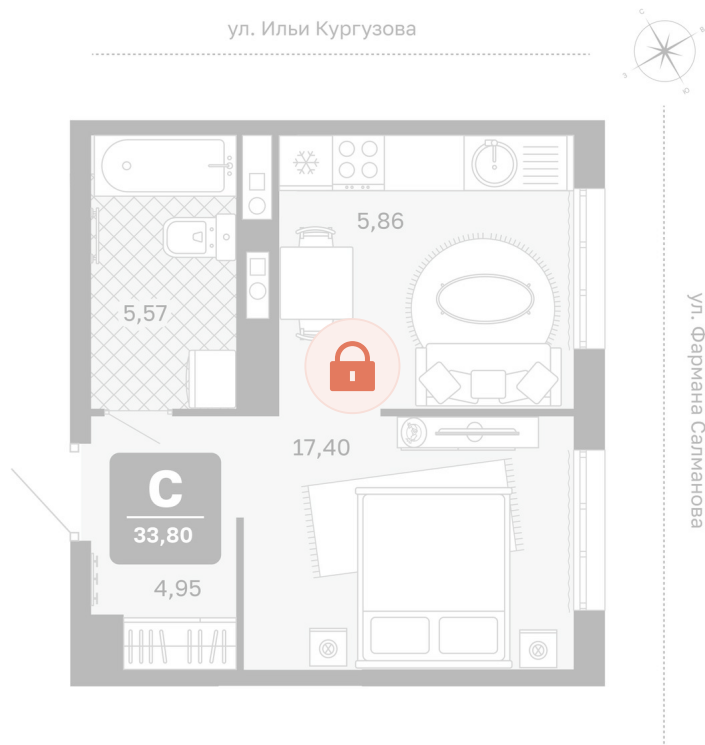 ул. Ильи Кургузова
С
В
З
Ю
5,86
5,57
ул. Фармана Салманова
17,40
С
33,80
4,95